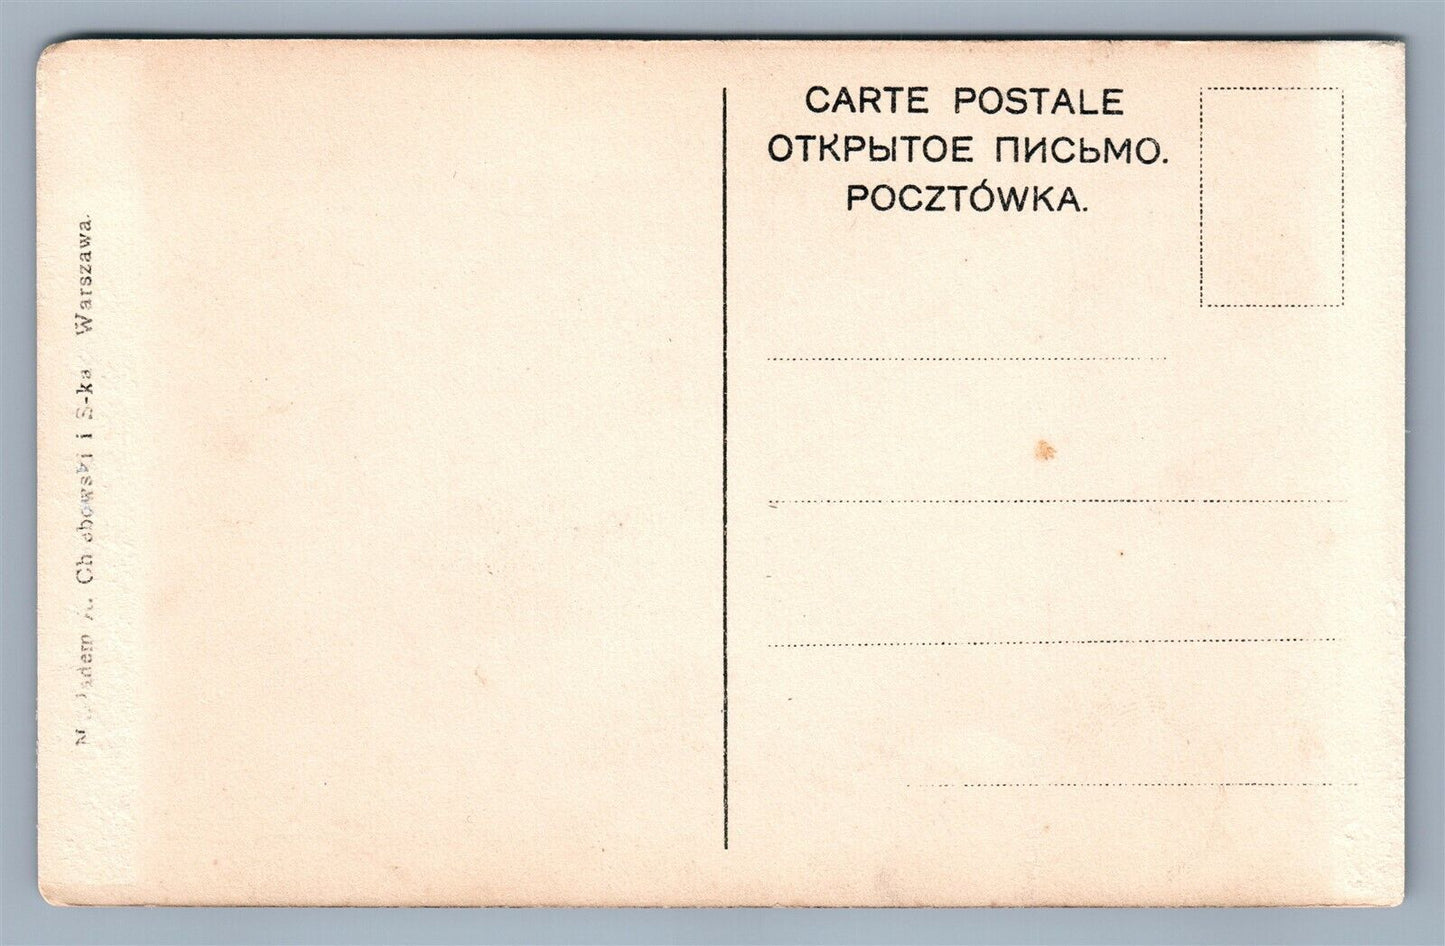 CARTE POSTALE
ОТКРЫТОЕ ПИСЬМО.
POCZTÓWKA.
i S-ka Warszawa.